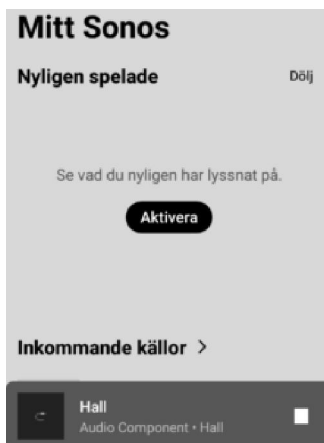 Mitt Sonos
Nyligen spelade Dölj
Se vad du nyligen har lyssnat på.
Aktivera
Inkommande källor >
Hall
Audio Component • Hall